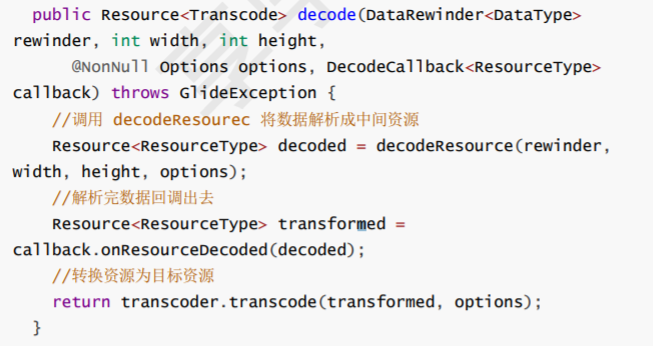 public Resource<Transcode> decode(DataRewinder<DataType>
rewinder, int width, int height,
@NonNull Options options, DecodeCallback<ResourceType>
callback) throws GlideException {
//调用 decodeResourec 将数据解析成中间资源
Resource<ResourceType> decoded = decodeResource(rewinder,
width, height, options);
//解析完数据回调出去
Resource<ResourceType> transformed =
callback.onResourceDecoded(decoded);
//转换资源为目标资源
return transcoder.transcode(transformed, options);
}